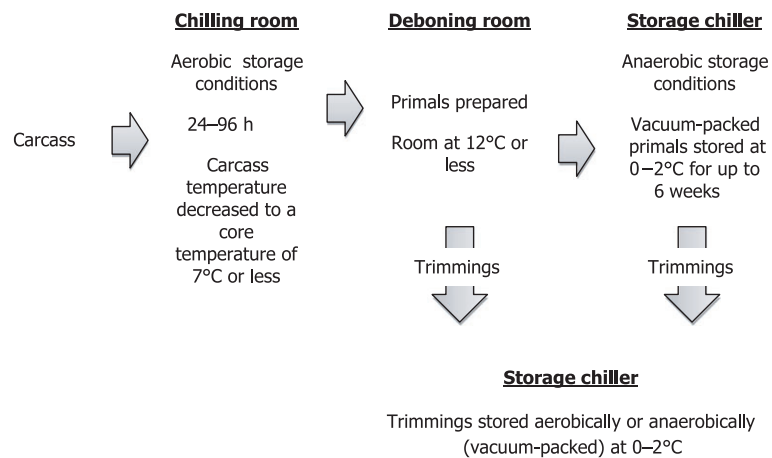 Chilling room
Deboning room
Storage chiller
Carcass
Aerobic storage
conditions
24–96 h
Carcass
temperature
decreased to a
core
temperature of
7°C or less
Primals prepared
Room at 12°C or
less
Anaerobic storage
conditions
Vacuum-packed
primals stored at
0–2°C for up to
6 weeks
Trimmings
Trimmings
Storage chiller
Trimmings stored aerobically or anaerobically
(vacuum-packed) at 0–2°C